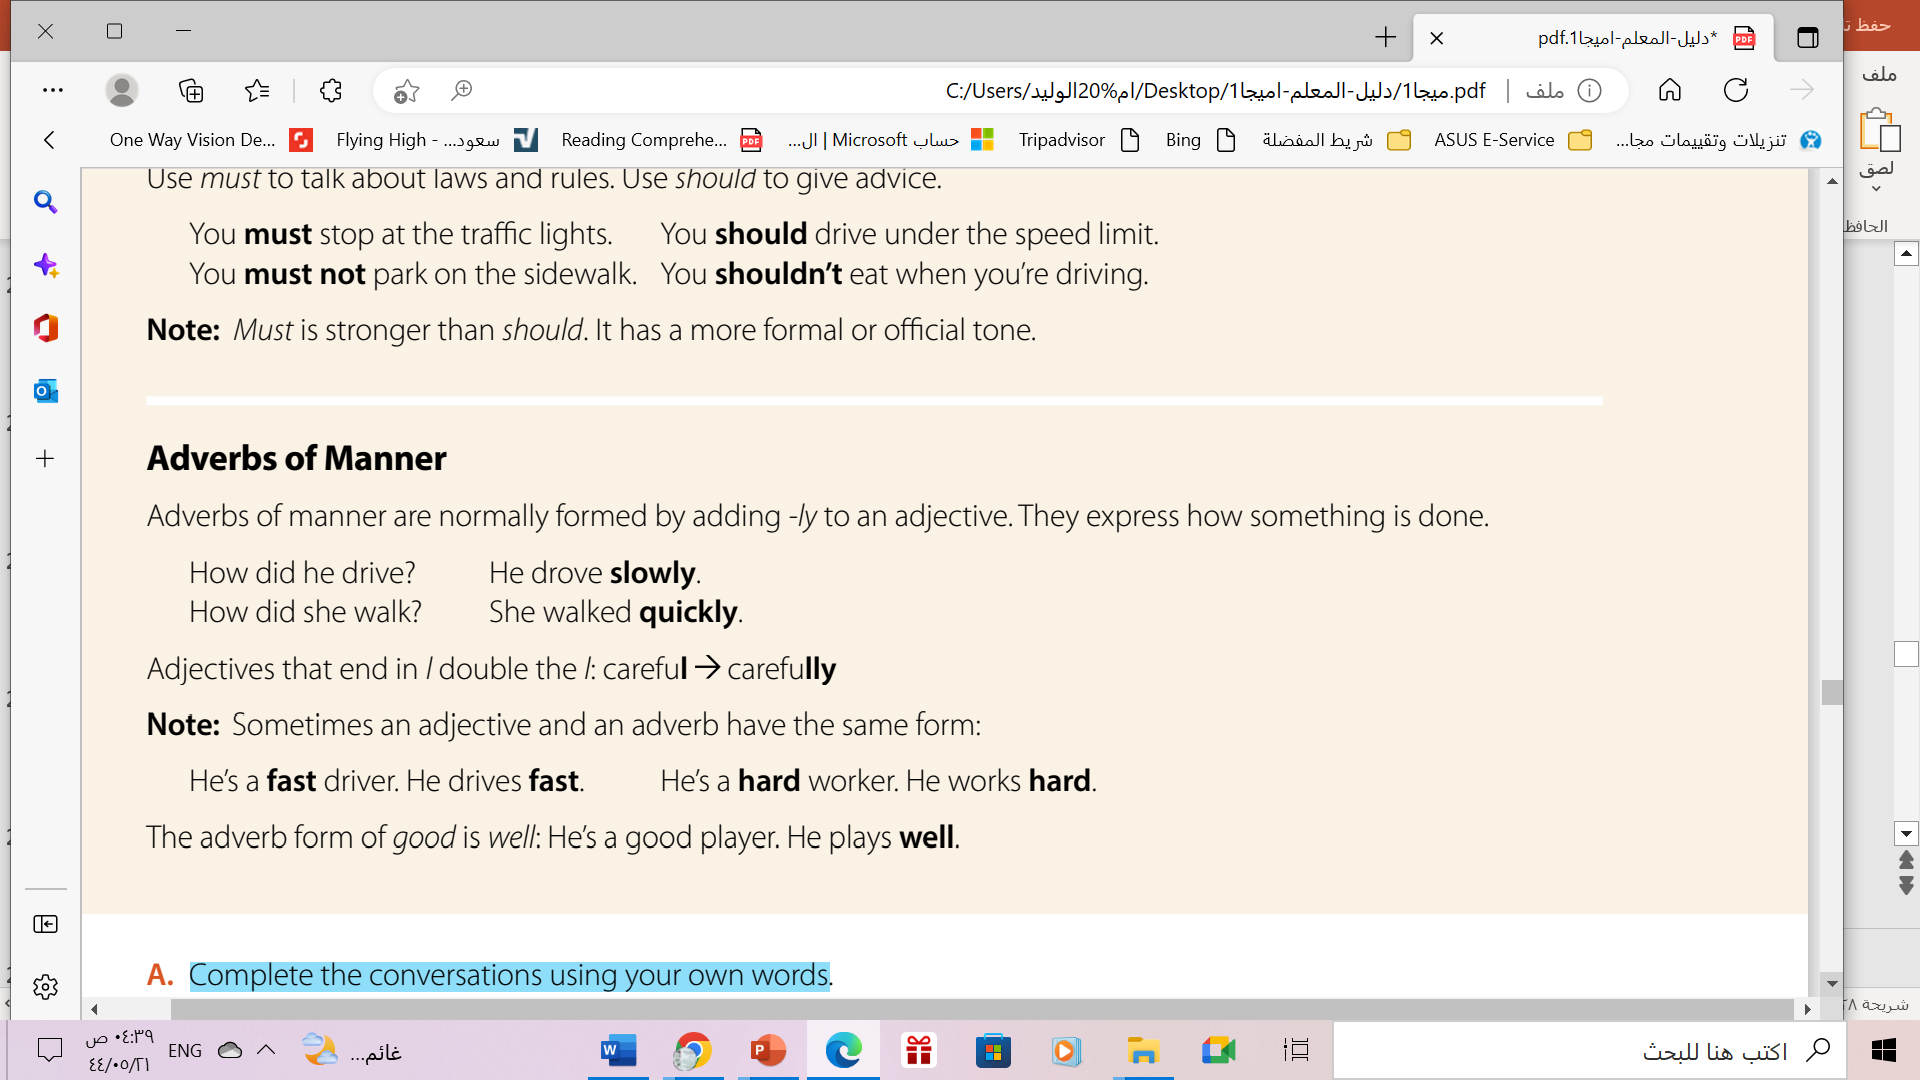 *دليل-المعلم-اميجا1.pdf
حفظ
ملف
C:/Users/ام%20الوليد/Desktop/ميجا1/دليل-المعلم-اميجا1.pdf
ملف
One Way Vision De...
Flying High - سعود...
Reading Comprehe...
حساب Microsoft | ال...
Tripadvisor
Bing
شريط المفضلة
ASUS E-Service
تنزيلات وتقييمات مجا...
لصق
الحافظ
Use must to talk about laws and rules. Use should to give advice.
You must stop at the traffic lights. You should drive under the speed limit.
You must not park on the sidewalk. You shouldn't eat when you're driving.
Note: Must is stronger than should. It has a more formal or official tone.
Adverbs of Manner
Adverbs of manner are normally formed by adding -ly to an adjective. They express how something is done.
How did he drive? He drove slowly.
How did she walk? She walked quickly.
Adjectives that end in l double the l: careful → carefully
Note: Sometimes an adjective and an adverb have the same form:
He's a fast driver. He drives fast. He's a hard worker. He works hard.
The adverb form of good is well: He's a good player. He plays well.
A. Complete the conversations using your own words.
شريحة ٢٨
٠٤:٣٩ ص
٤٤/٠٥/٢١
ENG
غائم...
اكتب هنا للبحث